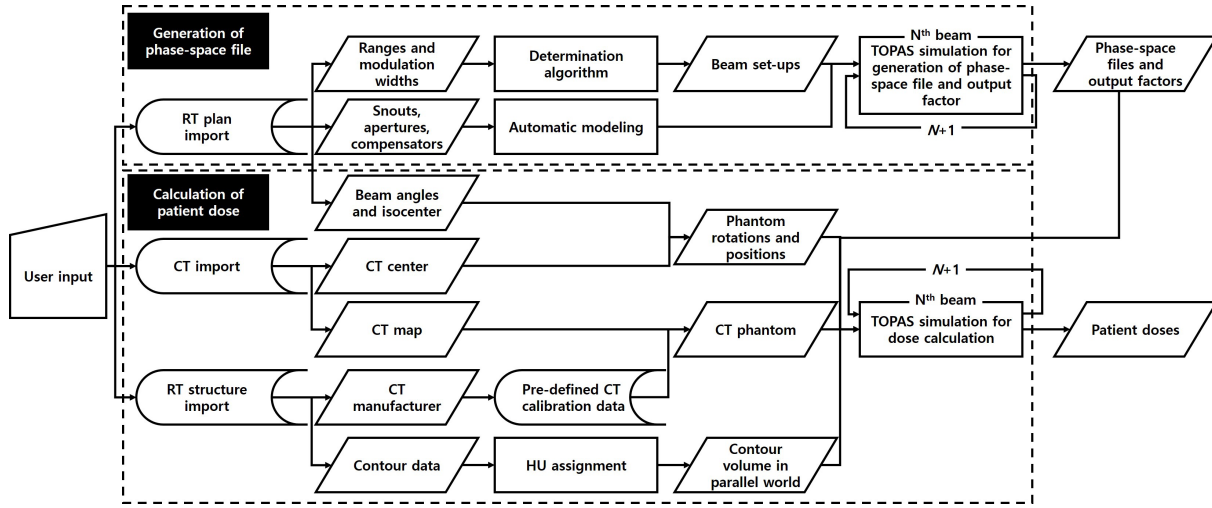 Generation of
phase-space file
Ranges and
modulation
widths
Determination
algorithm
Beam set-ups
Nth beam
TOPAS simulation for
generation of phase-
space file and output
factor
N+1
Phase-space
files and
output factors
RT plan
import
Snouts,
apertures,
compensators
Automatic modeling
Calculation of
patient dose
Beam angles
and isocenter
Phantom
rotations and
positions
User input
CT import
CT center
CT map
CT phantom
N+1
Nth beam
TOPAS simulation for
dose calculation
Patient doses
RT structure
import
CT
manufacturer
Pre-defined CT
calibration data
Contour data
HU assignment
Contour
volume in
parallel world